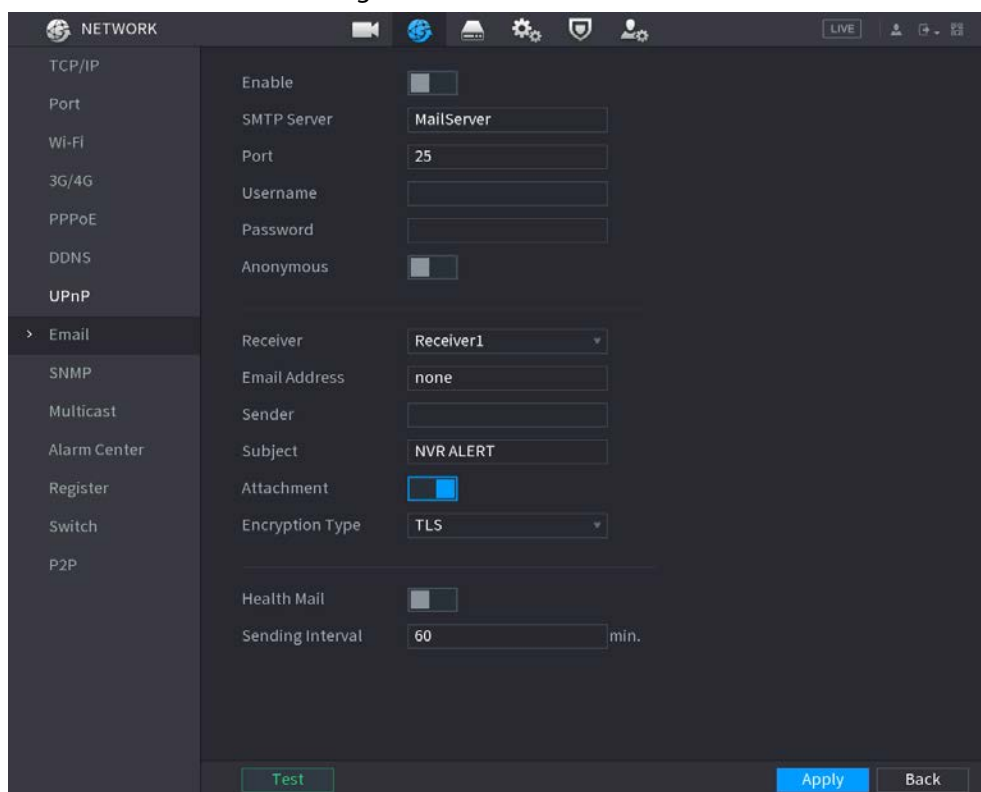 NETWORK
LIVE
TCP/IP
Port
Wi-Fi
3G/4G
PPPoE
DDNS
UPnP
> Email
SNMP
Multicast
Alarm Center
Register
Switch
P2P
Enable
SMTP Server MailServer
Port 25
Username
Password
Anonymous
Receiver Receiver1
Email Address none
Sender
Subject NVR ALERT
Attachment
Encryption Type TLS
Health Mail
Sending Interval 60 min.
Test Apply Back